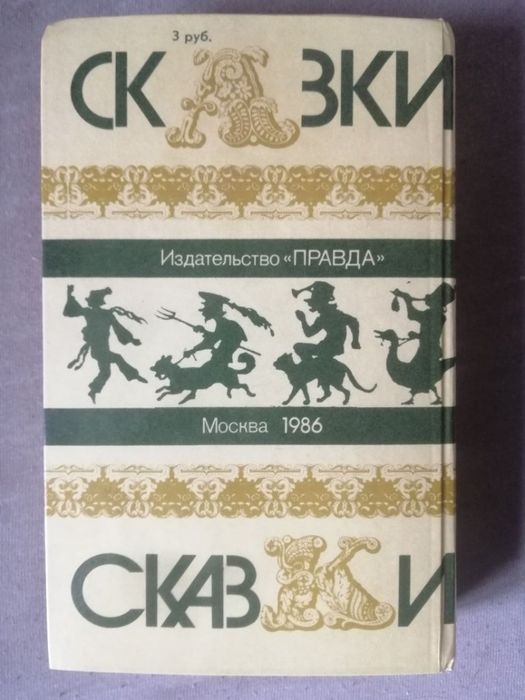 3 руб.
СКАЗКИ
Издательство «ПРАВДА»
Москва 1986
СКАЗКИ